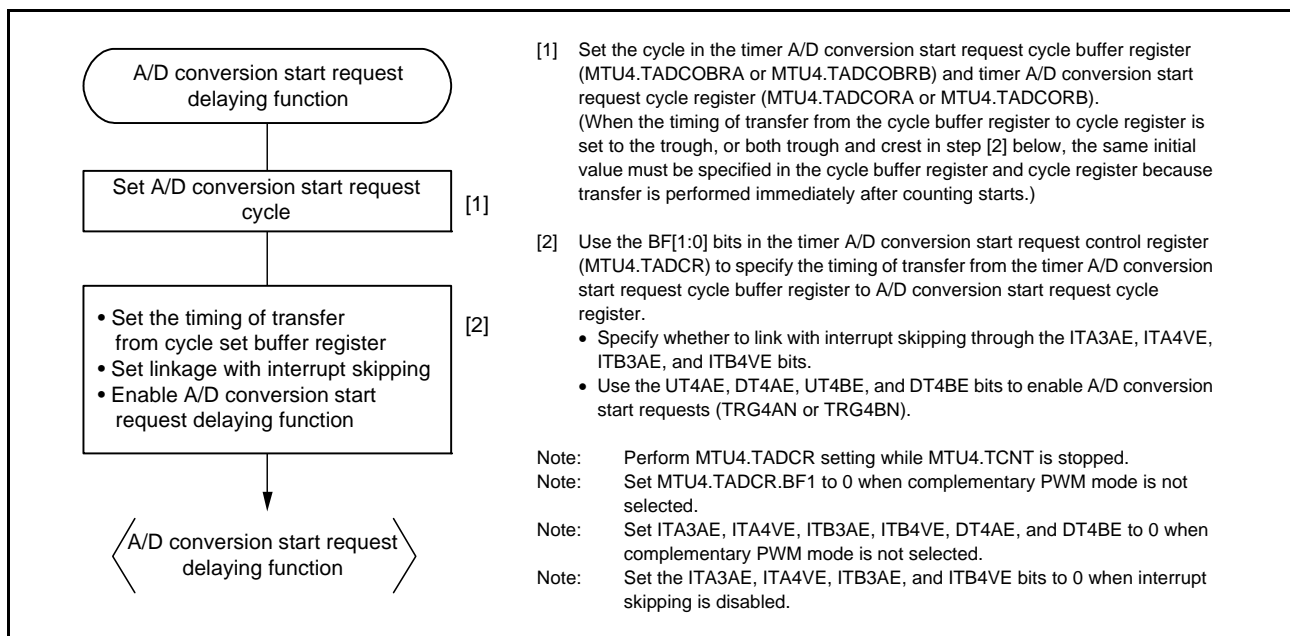 A/D conversion start request
delaying function
Set A/D conversion start request
cycle
[1]
• Set the timing of transfer
from cycle set buffer register
• Set linkage with interrupt skipping
• Enable A/D conversion start
request delaying function
[2]
A/D conversion start request
delaying function
[1] Set the cycle in the timer A/D conversion start request cycle buffer register
(MTU4.TADCOBRA or MTU4.TADCOBRB) and timer A/D conversion start
request cycle register (MTU4.TADCORA or MTU4.TADCORB).
(When the timing of transfer from the cycle buffer register to cycle register is
set to the trough, or both trough and crest in step [2] below, the same initial
value must be specified in the cycle buffer register and cycle register because
transfer is performed immediately after counting starts.)
[2] Use the BF[1:0] bits in the timer A/D conversion start request control register
(MTU4.TADCR) to specify the timing of transfer from the timer A/D conversion
start request cycle buffer register to A/D conversion start request cycle
register.
• Specify whether to link with interrupt skipping through the ITA3AE, ITA4VE,
ITB3AE, and ITB4VE bits.
• Use the UT4AE, DT4AE, UT4BE, and DT4BE bits to enable A/D conversion
start requests (TRG4AN or TRG4BN).
Note: Perform MTU4.TADCR setting while MTU4.TCNT is stopped.
Note: Set MTU4.TADCR.BF1 to 0 when complementary PWM mode is not
selected.
Note: Set ITA3AE, ITA4VE, ITB3AE, ITB4VE, DT4AE, and DT4BE to 0 when
complementary PWM mode is not selected.
Note: Set the ITA3AE, ITA4VE, ITB3AE, and ITB4VE bits to 0 when interrupt
skipping is disabled.